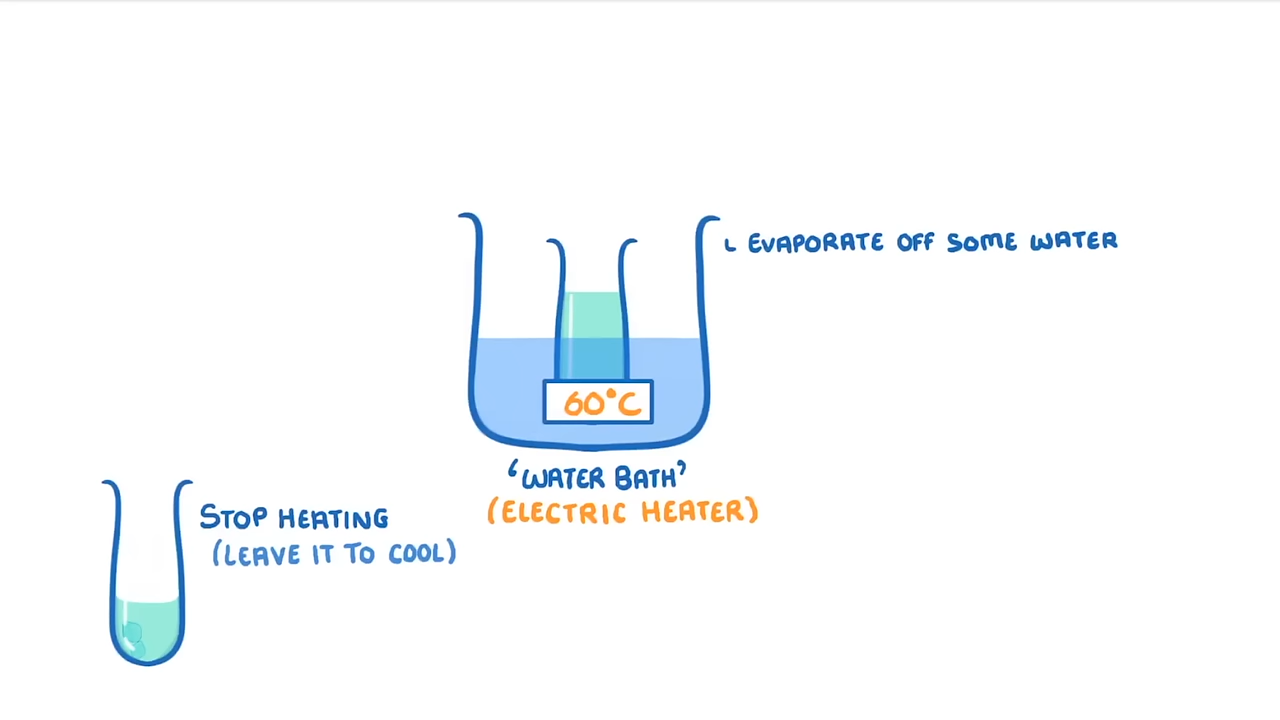 ↳ EVAPORATE OFF SOME WATER
60°C
'WATER BATH'
(ELECTRIC HEATER)
STOP HEATING
(LEAVE IT TO COOL)